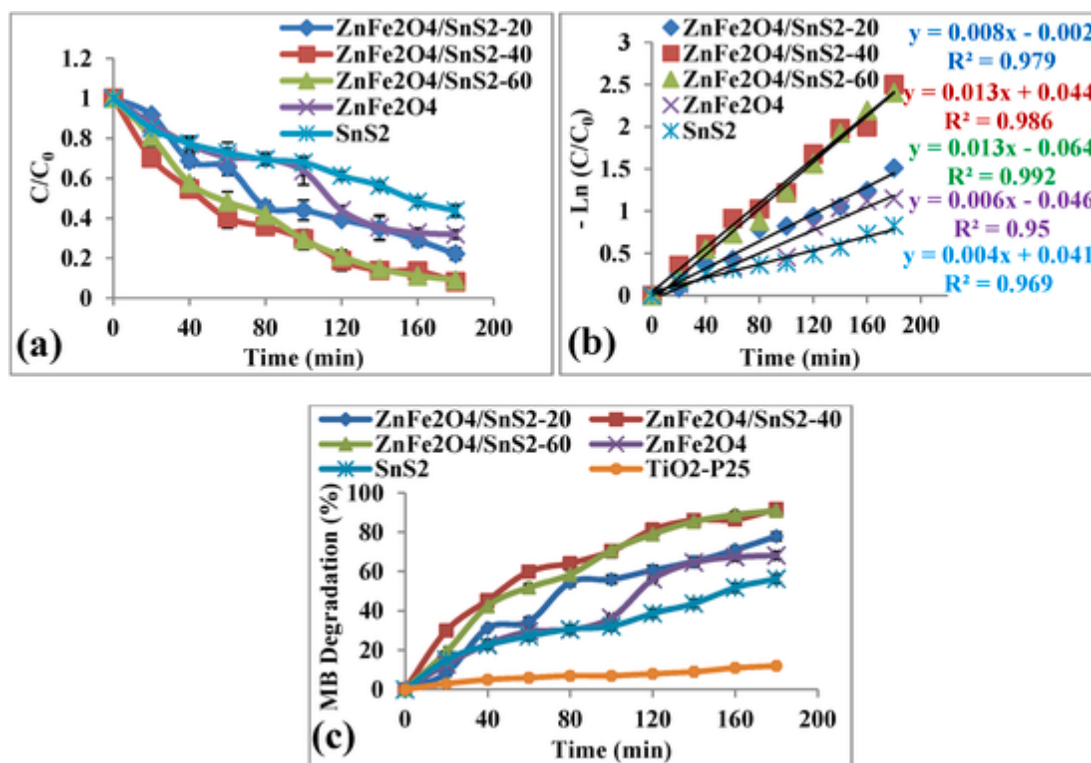 ZnFe2O4/SnS2-20
ZnFe2O4/SnS2-40
ZnFe2O4/SnS2-60
ZnFe2O4
SnS2
1.2
1
0.8
0.6
0.4
0.2
0
C/C₀
0 40 80 120 160 200
Time (min)
(a)
ZnFe2O4/SnS2-20
ZnFe2O4/SnS2-40
ZnFe2O4/SnS2-60
ZnFe2O4
SnS2
3
2.5
2
1.5
1
0.5
0
- Ln (C/C₀)
y = 0.008x - 0.002
R² = 0.979
y = 0.013x + 0.044
R² = 0.986
y = 0.013x - 0.064
R² = 0.992
y = 0.006x - 0.046
R² = 0.95
y = 0.004x + 0.041
R² = 0.969
0 40 80 120 160 200
Time (min)
(b)
ZnFe2O4/SnS2-20 ZnFe2O4/SnS2-40
ZnFe2O4/SnS2-60 ZnFe2O4
SnS2 TiO2-P25
100
80
60
40
20
0
MB Degradation (%)
0 40 80 120 160 200
Time (min)
(c)